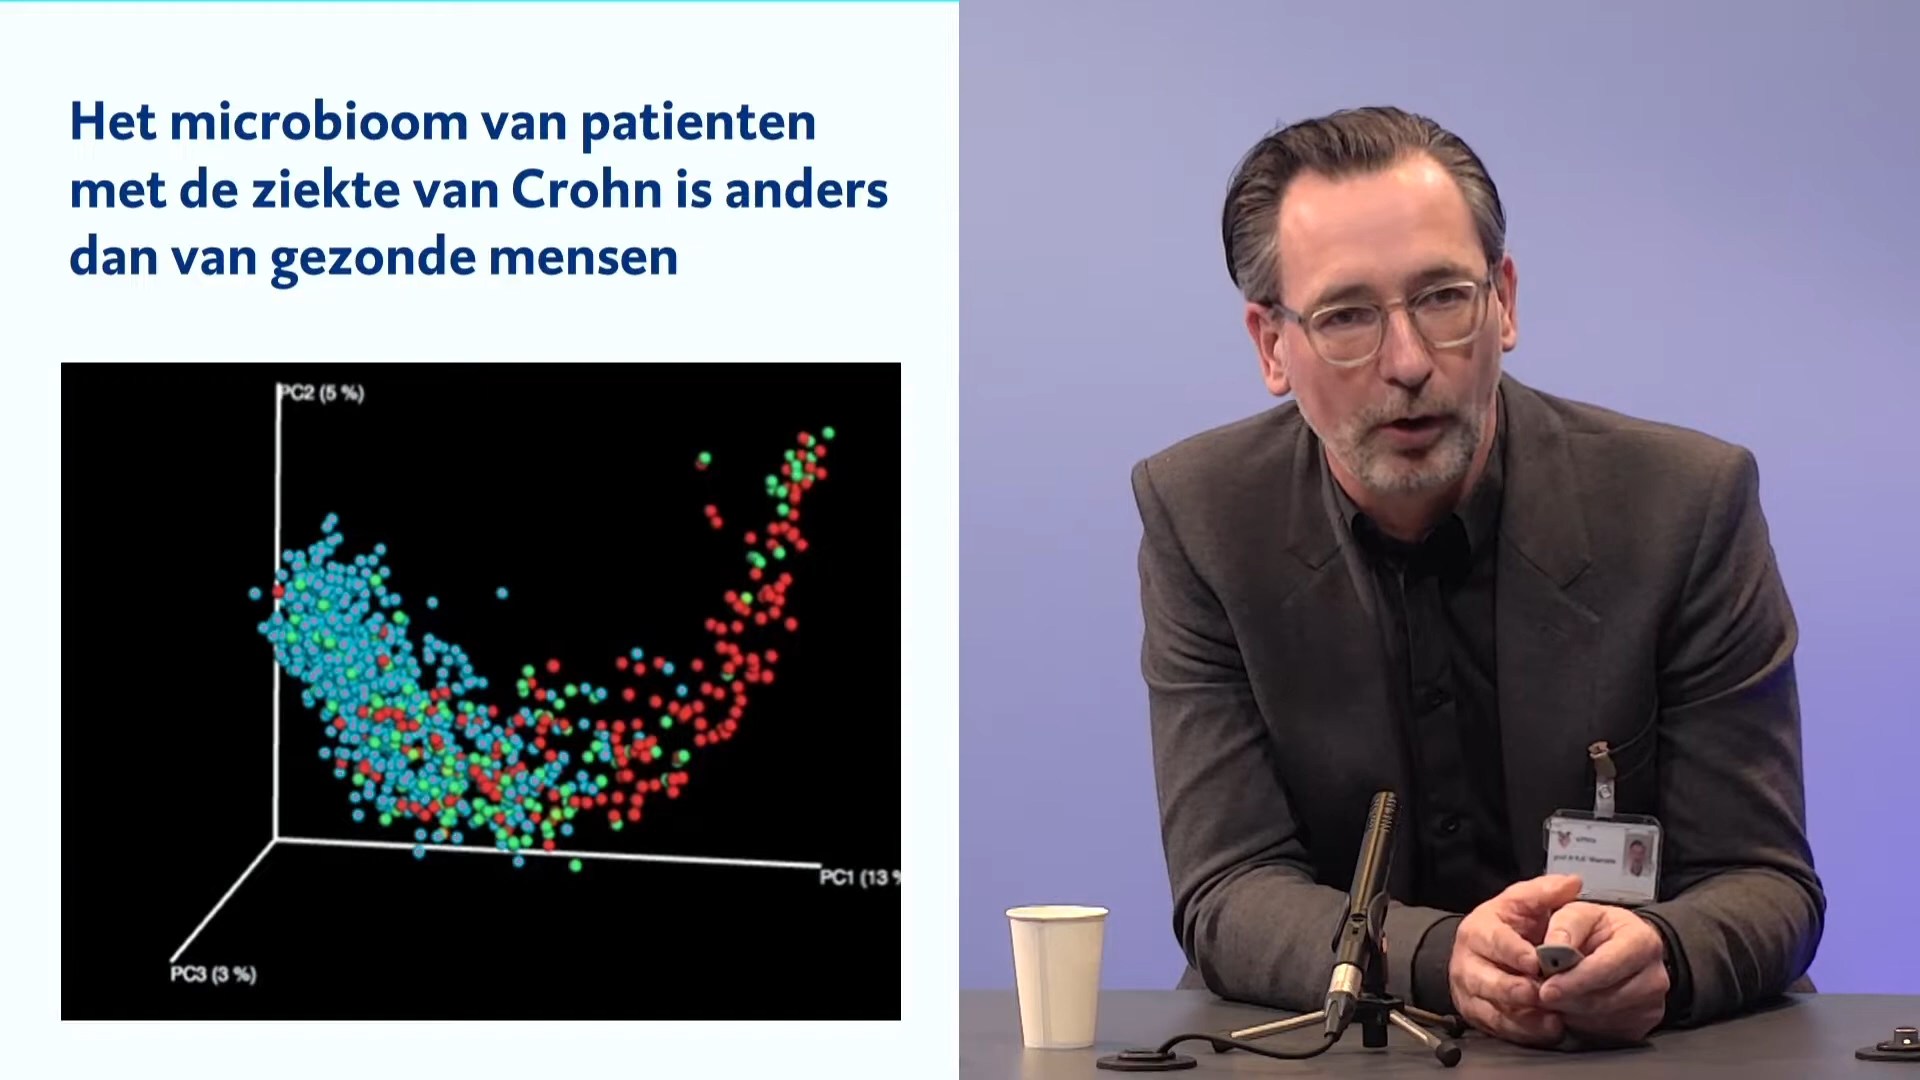 Het microbioom van patienten
met de ziekte van Crohn is anders
dan van gezonde mensen
PC2 (5 %)
PC1 (13 %
PC3 (3 %)